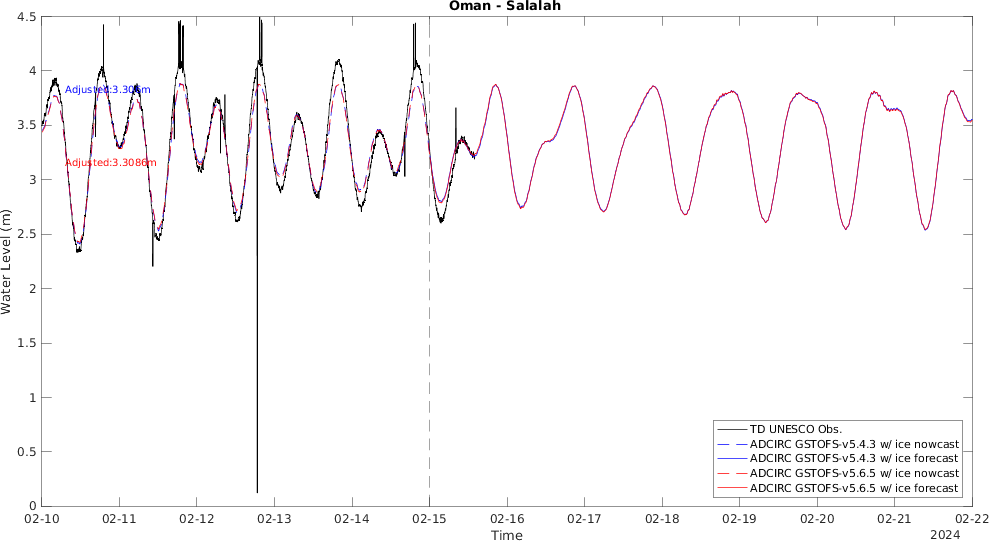 Oman - Salalah
4.5
4
3.5
3
2.5
2
1.5
1
0.5
0
Water Level (m)
Adjusted:3.306m
Adjusted:3.3086m
TD UNESCO Obs.
ADCIRC GSTOFS-v5.4.3 w/ ice nowcast
ADCIRC GSTOFS-v5.4.3 w/ ice forecast
ADCIRC GSTOFS-v5.6.5 w/ ice nowcast
ADCIRC GSTOFS-v5.6.5 w/ ice forecast
02-10 02-11 02-12 02-13 02-14 02-15 02-16 02-17 02-18 02-19 02-20 02-21 02-22
Time
2024